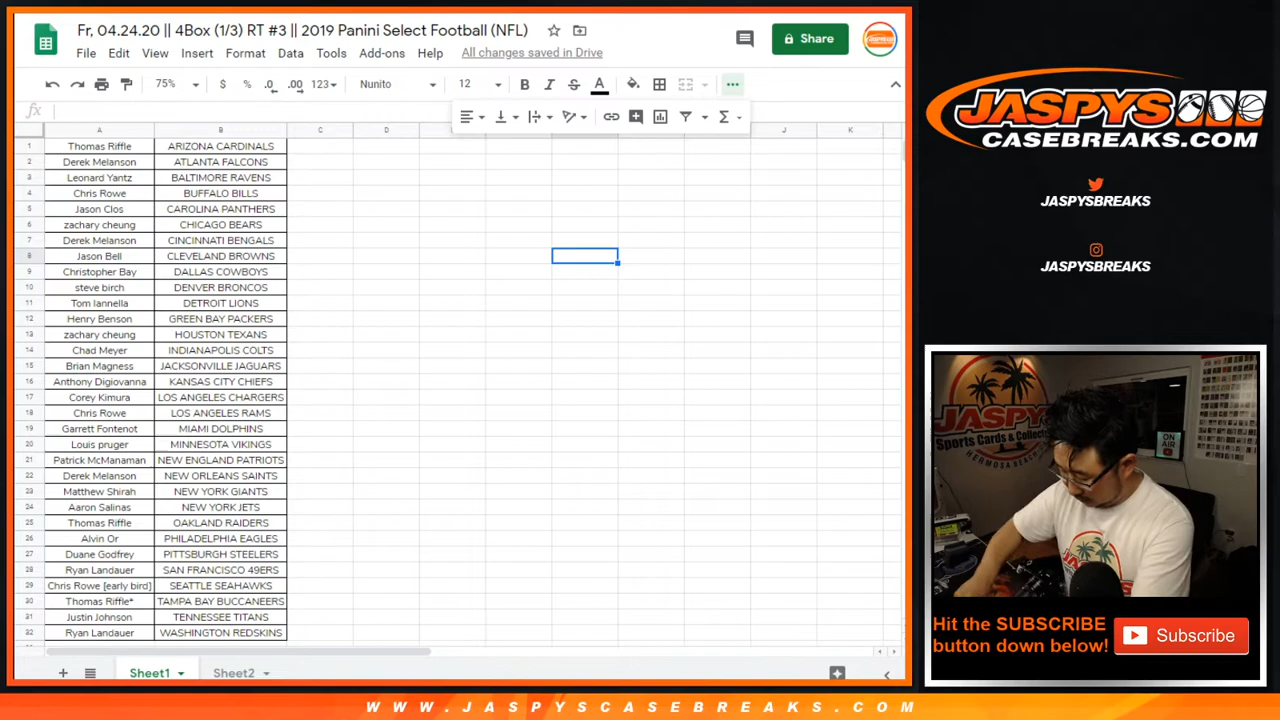 Fr, 04.24.20 || 4Box (1/3) RT #3 || 2019 Panini Select Football (NFL)
File Edit View Insert Format Data Tools Add-ons Help All changes saved in Drive
Share
75% $ % .0 .00 123 Nunito 12 B I S A
fx
A B C D J K
1 Thomas Riffle ARIZONA CARDINALS
2 Derek Melanson ATLANTA FALCONS
3 Leonard Yantz BALTIMORE RAVENS
4 Chris Rowe BUFFALO BILLS
5 Jason Clos CAROLINA PANTHERS
6 zachary cheung CHICAGO BEARS
7 Derek Melanson CINCINNATI BENGALS
8 Jason Bell CLEVELAND BROWNS
9 Christopher Bay DALLAS COWBOYS
10 steve birch DENVER BRONCOS
11 Tom Iannella DETROIT LIONS
12 Henry Benson GREEN BAY PACKERS
13 zachary cheung HOUSTON TEXANS
14 Chad Meyer INDIANAPOLIS COLTS
15 Brian Magness JACKSONVILLE JAGUARS
16 Anthony Digiovanna KANSAS CITY CHIEFS
17 Corey Kimura LOS ANGELES CHARGERS
18 Chris Rowe LOS ANGELES RAMS
19 Garrett Fontenot MIAMI DOLPHINS
20 Louis pruger MINNESOTA VIKINGS
21 Patrick McManaman NEW ENGLAND PATRIOTS
22 Derek Melanson NEW ORLEANS SAINTS
23 Matthew Shirah NEW YORK GIANTS
24 Aaron Salinas NEW YORK JETS
25 Thomas Riffle OAKLAND RAIDERS
26 Alvin Or PHILADELPHIA EAGLES
27 Duane Godfrey PITTSBURGH STEELERS
28 Ryan Landauer SAN FRANCISCO 49ERS
29 Chris Rowe [early bird] SEATTLE SEAHAWKS
30 Thomas Riffle* TAMPA BAY BUCCANEERS
31 Justin Johnson TENNESSEE TITANS
32 Ryan Landauer WASHINGTON REDSKINS
Sheet1 Sheet2
JASPYS
CASEBREAKS.COM
JASPYSBREAKS
JASPYSBREAKS
JASPY'S
Sports Cards & Collect
HERMOSA BEACH
ON
AIR
Hit the SUBSCRIBE
button down below!
Subscribe
WWW.JASPYSCASEBREAKS.COM